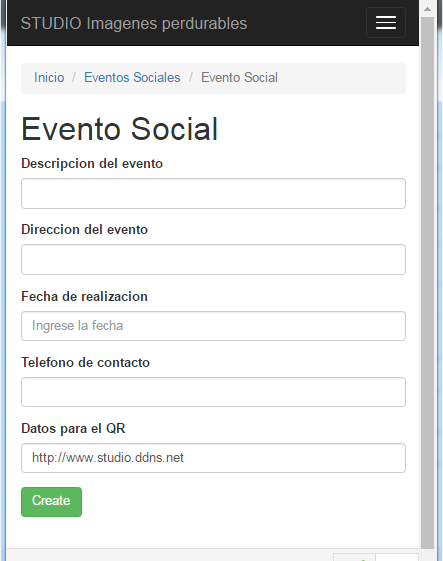 STUDIO Imagenes perdurables
Inicio / Eventos Sociales / Evento Social
Evento Social
Descripcion del evento
Direccion del evento
Fecha de realizacion
Ingrese la fecha
Telefono de contacto
Datos para el QR
http://www.studio.ddns.net
Create